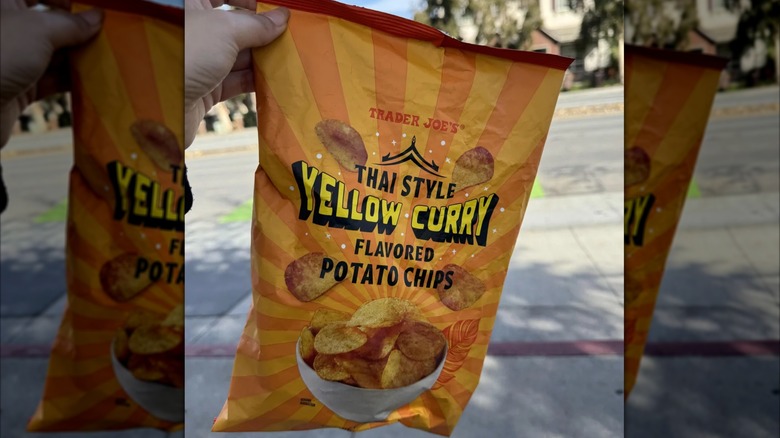 TRADER JOE'S
THAI STYLE
YELLOW CURRY
FLAVORED
POTATO CHIPS